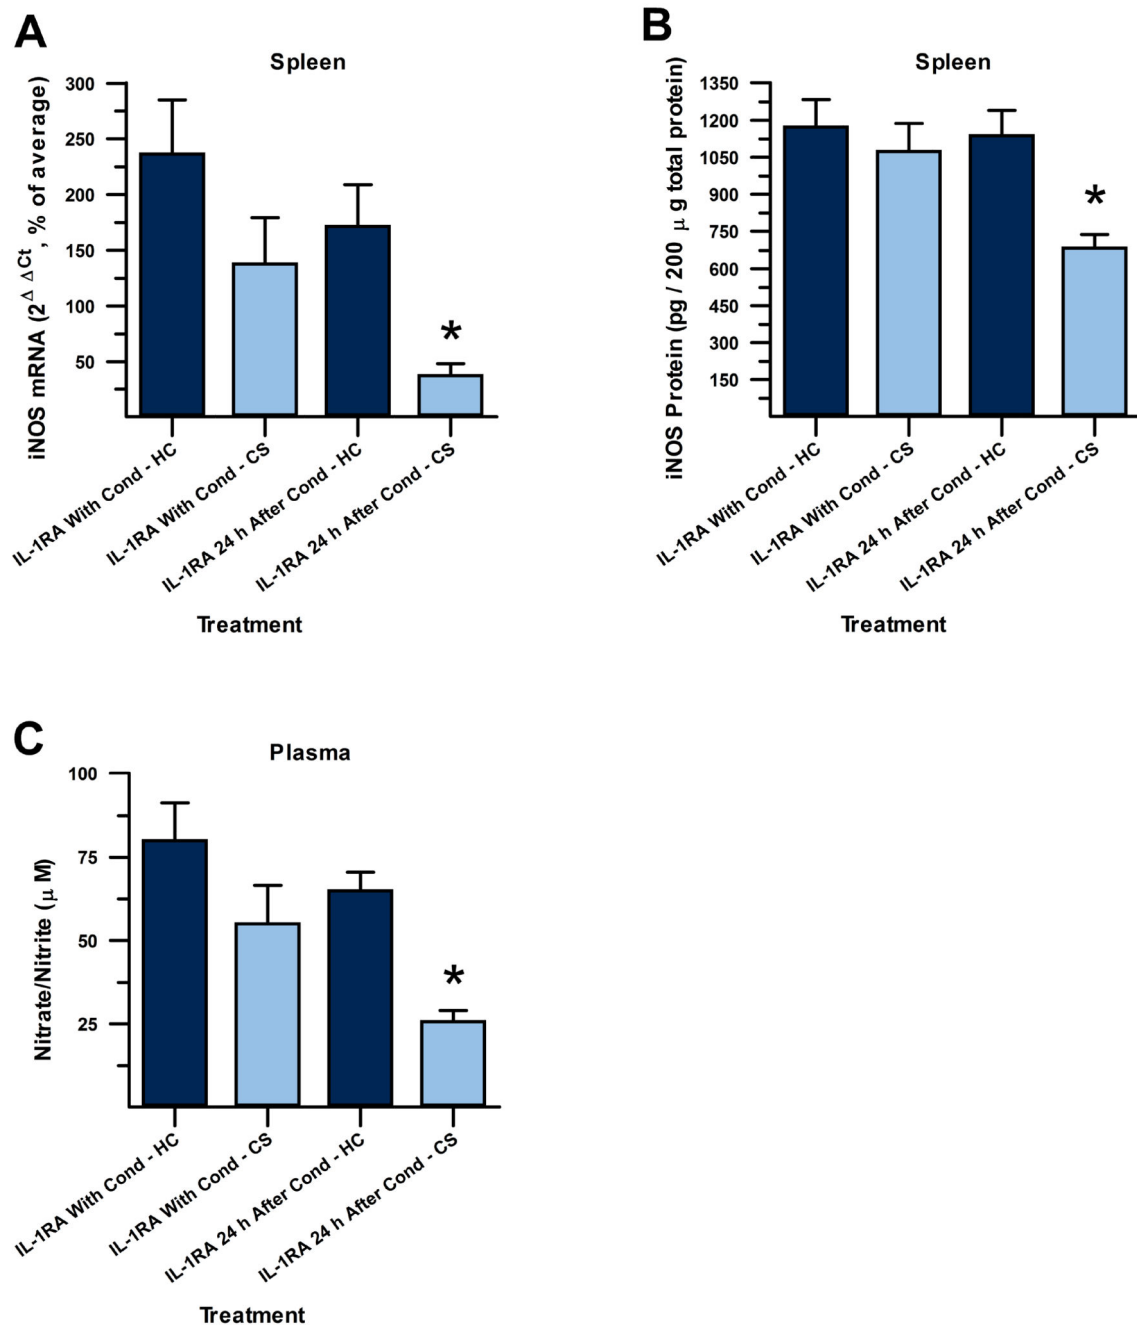 A
Spleen
iNOS mRNA (2^Δ ΔCt, % of average)
300
250
200
150
100
50
*
IL-1RA With Cond - HC
IL-1RA With Cond - CS
IL-1RA 24 h After Cond - HC
IL-1RA 24 h After Cond - CS
Treatment
B
Spleen
iNOS Protein (pg / 200 μ g total protein)
1350
1200
1050
900
750
600
450
300
150
*
IL-1RA With Cond - HC
IL-1RA With Cond - CS
IL-1RA 24 h After Cond - HC
IL-1RA 24 h After Cond - CS
Treatment
C
Plasma
Nitrate/Nitrite (μ M)
100
75
50
25
*
IL-1RA With Cond - HC
IL-1RA With Cond - CS
IL-1RA 24 h After Cond - HC
IL-1RA 24 h After Cond - CS
Treatment